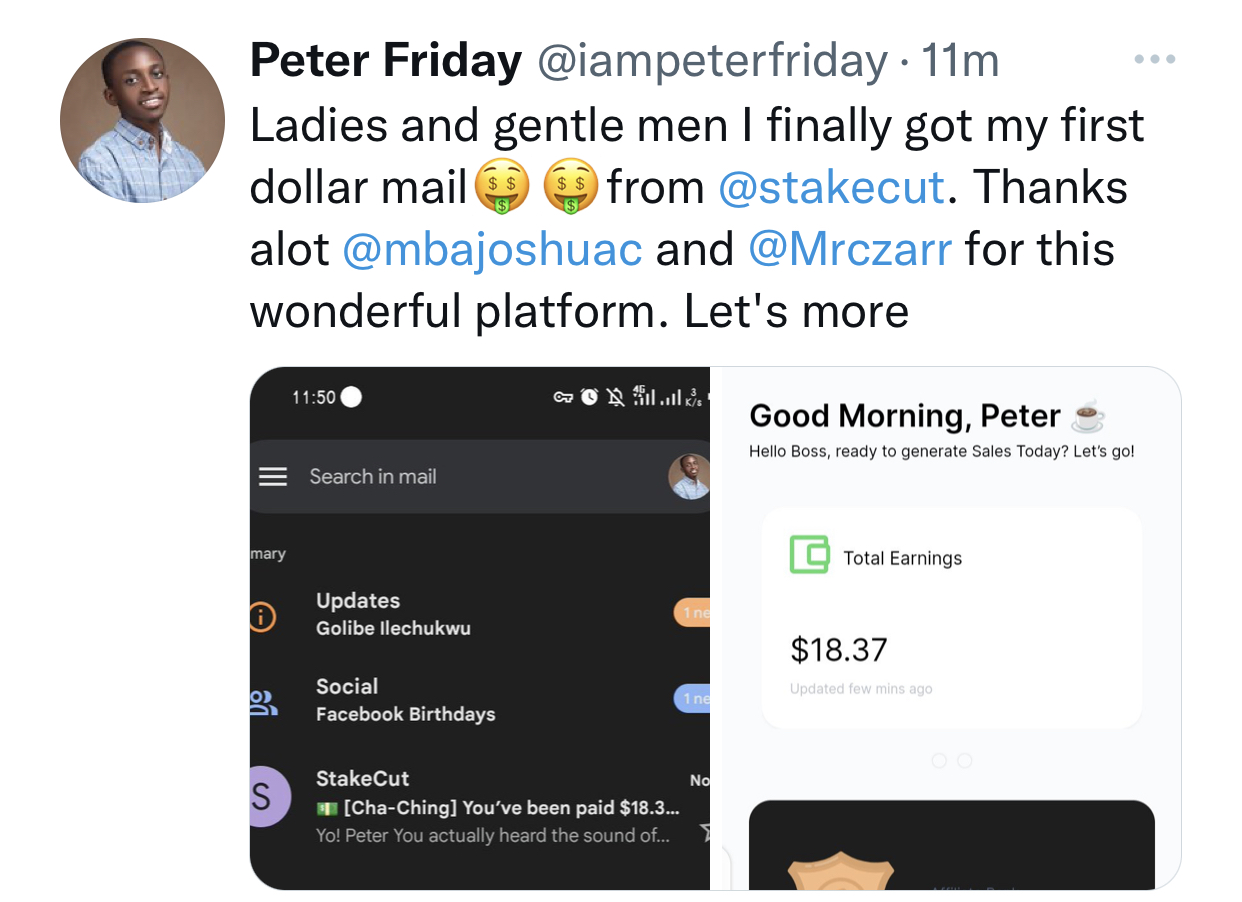 Peter Friday @iampeterfriday · 11m
Ladies and gentle men I finally got my first
dollar mail🤑 🤑from @stakecut. Thanks
alot @mbajoshuac and @Mrczarr for this
wonderful platform. Let's more
11:50
4G
3
K/s
Search in mail
mary
Updates
Golibe Ilechukwu
1 ne
Social
Facebook Birthdays
1 ne
S
StakeCut
No
💵 [Cha-Ching] You've been paid $18.3...
Yo! Peter You actually heard the sound of...
Good Morning, Peter ☕
Hello Boss, ready to generate Sales Today? Let's go!
Total Earnings
$18.37
Updated few mins ago